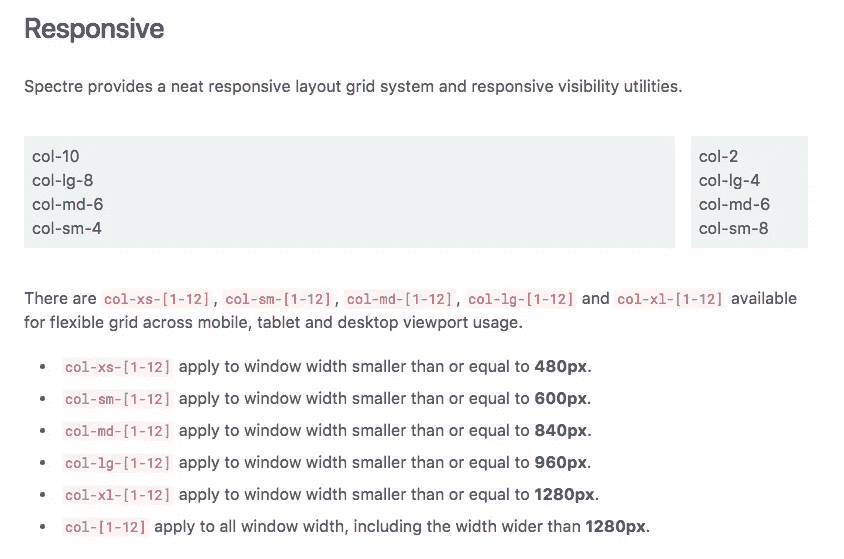 Responsive
Spectre provides a neat responsive layout grid system and responsive visibility utilities.
col-10
col-lg-8
col-md-6
col-sm-4
col-2
col-lg-4
col-md-6
col-sm-8
There are col-xs-[1-12], col-sm-[1-12], col-md-[1-12], col-lg-[1-12] and col-xl-[1-12] available
for flexible grid across mobile, tablet and desktop viewport usage.
• col-xs-[1-12] apply to window width smaller than or equal to 480px.
• col-sm-[1-12] apply to window width smaller than or equal to 600px.
• col-md-[1-12] apply to window width smaller than or equal to 840px.
• col-lg-[1-12] apply to window width smaller than or equal to 960px.
• col-xl-[1-12] apply to window width smaller than or equal to 1280px.
• col-[1-12] apply to all window width, including the width wider than 1280px.